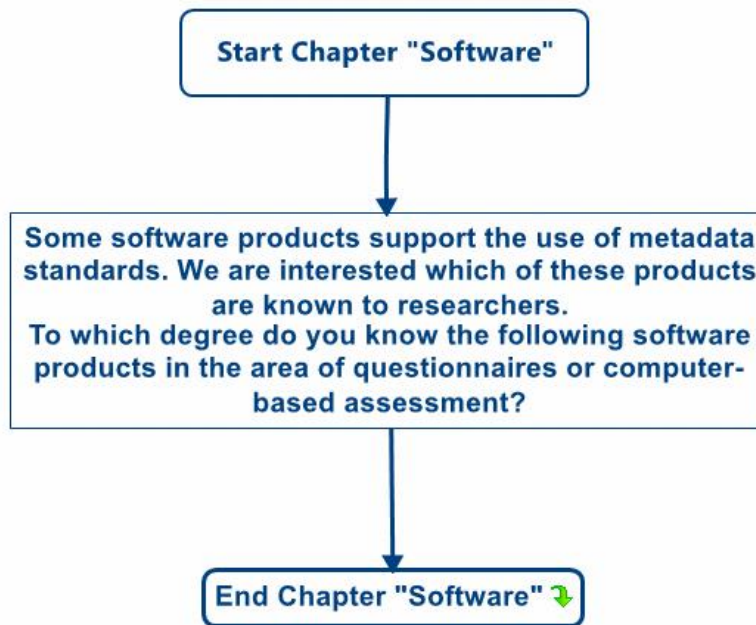 Start Chapter "Software"
Some software products support the use of metadata
standards. We are interested which of these products
are known to researchers.
To which degree do you know the following software
products in the area of questionnaires or computer-
based assessment?
End Chapter "Software"